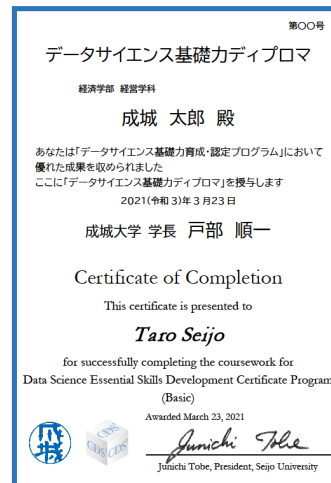 第〇〇号
データサイエンス基礎力ディプロマ
経済学部 経営学科
成城 太郎 殿
あなたは「データサイエンス基礎力育成・認定プログラム」において
優れた成果を収められました
ここに「データサイエンス基礎力ディプロマ」を授与します
2021(令和3)年3月23日
成城大学 学長 戸部 順一
Certificate of Completion
This certificate is presented to
Taro Seijo
for successfully completing the coursework for
Data Science Essential Skills Development Certificate Program
(Basic)
Awarded March 23, 2021
成城
CDS
CDS
CDS
Junichi Tobe
Junichi Tobe, President, Seijo University